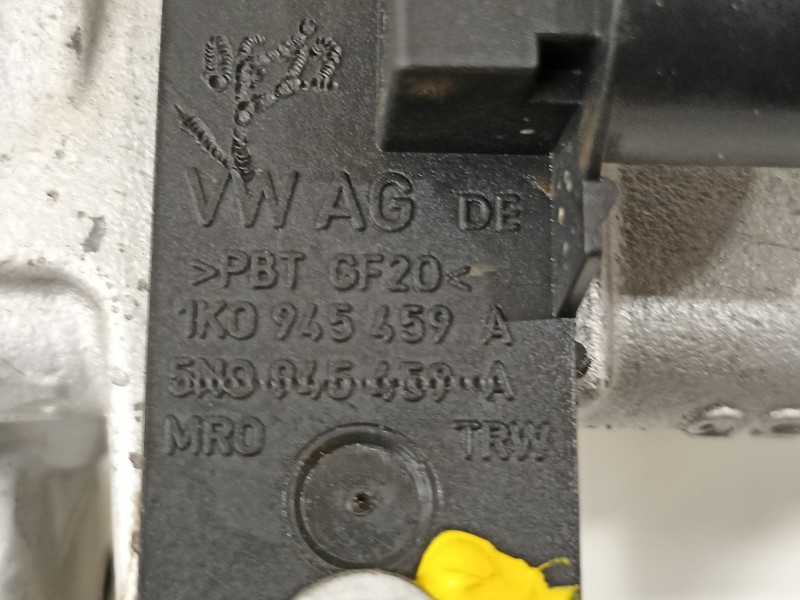 VW AG DE
>PBT GF20<
1K0 945 459 A
5N0 945 459 A
MRO TRW